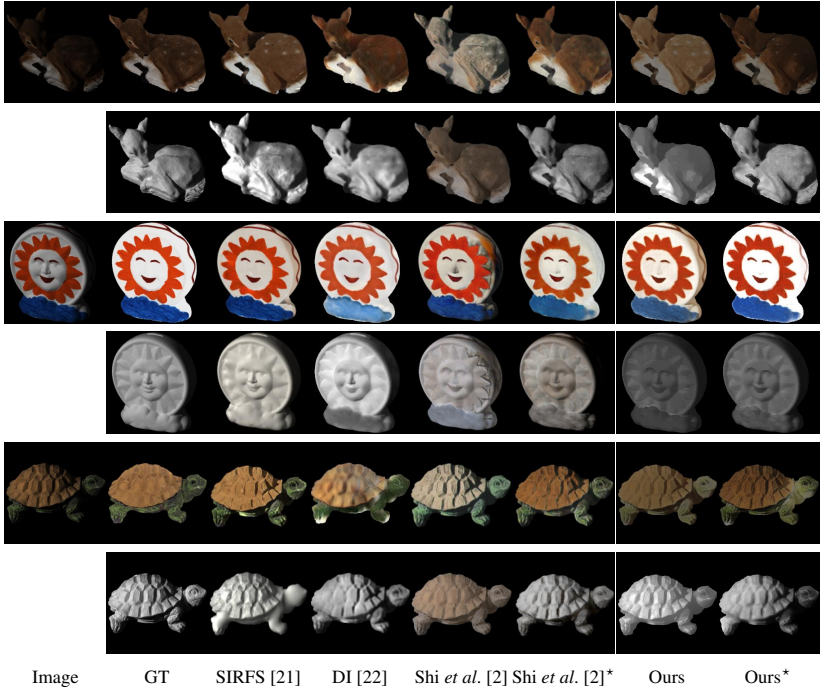 Image GT SIRFS [21] DI [22] Shi et al. [2] Shi et al. [2]⋆ Ours Ours⋆